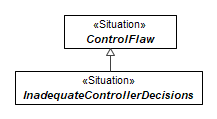 «Situation»
ControlFlaw
«Situation»
InadequateControllerDecisions